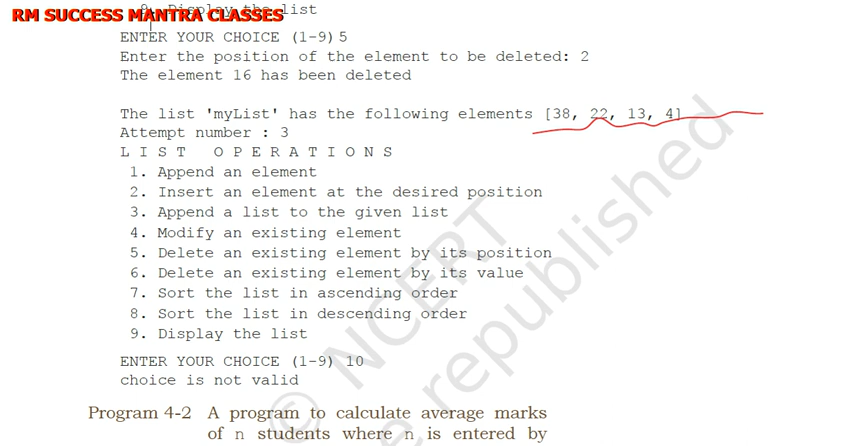 9. Display the list
RM SUCCESS MANTRA CLASSES
ENTER YOUR CHOICE (1-9) 5
Enter the position of the element to be deleted: 2
The element 16 has been deleted
The list 'myList' has the following elements [38, 22, 13, 4]
Attempt number : 3
L I S T   O P E R A T I O N S
1. Append an element
2. Insert an element at the desired position
3. Append a list to the given list
4. Modify an existing element
5. Delete an existing element by its position
6. Delete an existing element by its value
7. Sort the list in ascending order
8. Sort the list in descending order
9. Display the list
ENTER YOUR CHOICE (1-9) 10
choice is not valid
Program 4-2 A program to calculate average marks
of n students where n is entered by
© NCERT
republished